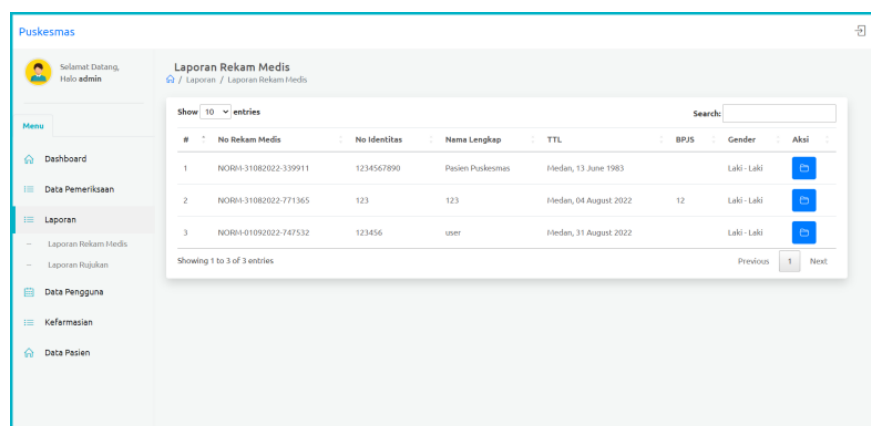 Puskesmas
Selamat Datang,
Halo admin
Menu
Dashboard
Data Pemeriksaan
Laporan
Laporan Rekam Medis
Laporan Rujukan
Data Pengguna
Kefarmasian
Data Pasien
Laporan Rekam Medis
/ Laporan / Laporan Rekam Medis
Show 10 entries Search:
# No Rekam Medis No Identitas Nama Lengkap TTL BPJS Gender Aksi
1 NORM-31082022-339911 1234567890 Pasien Puskesmas Medan, 13 June 1983 Laki - Laki
2 NORM-31082022-771365 123 123 Medan, 04 August 2022 12 Laki - Laki
3 NORM-01092022-747532 123456 user Medan, 31 August 2022 Laki - Laki
Showing 1 to 3 of 3 entries Previous 1 Next